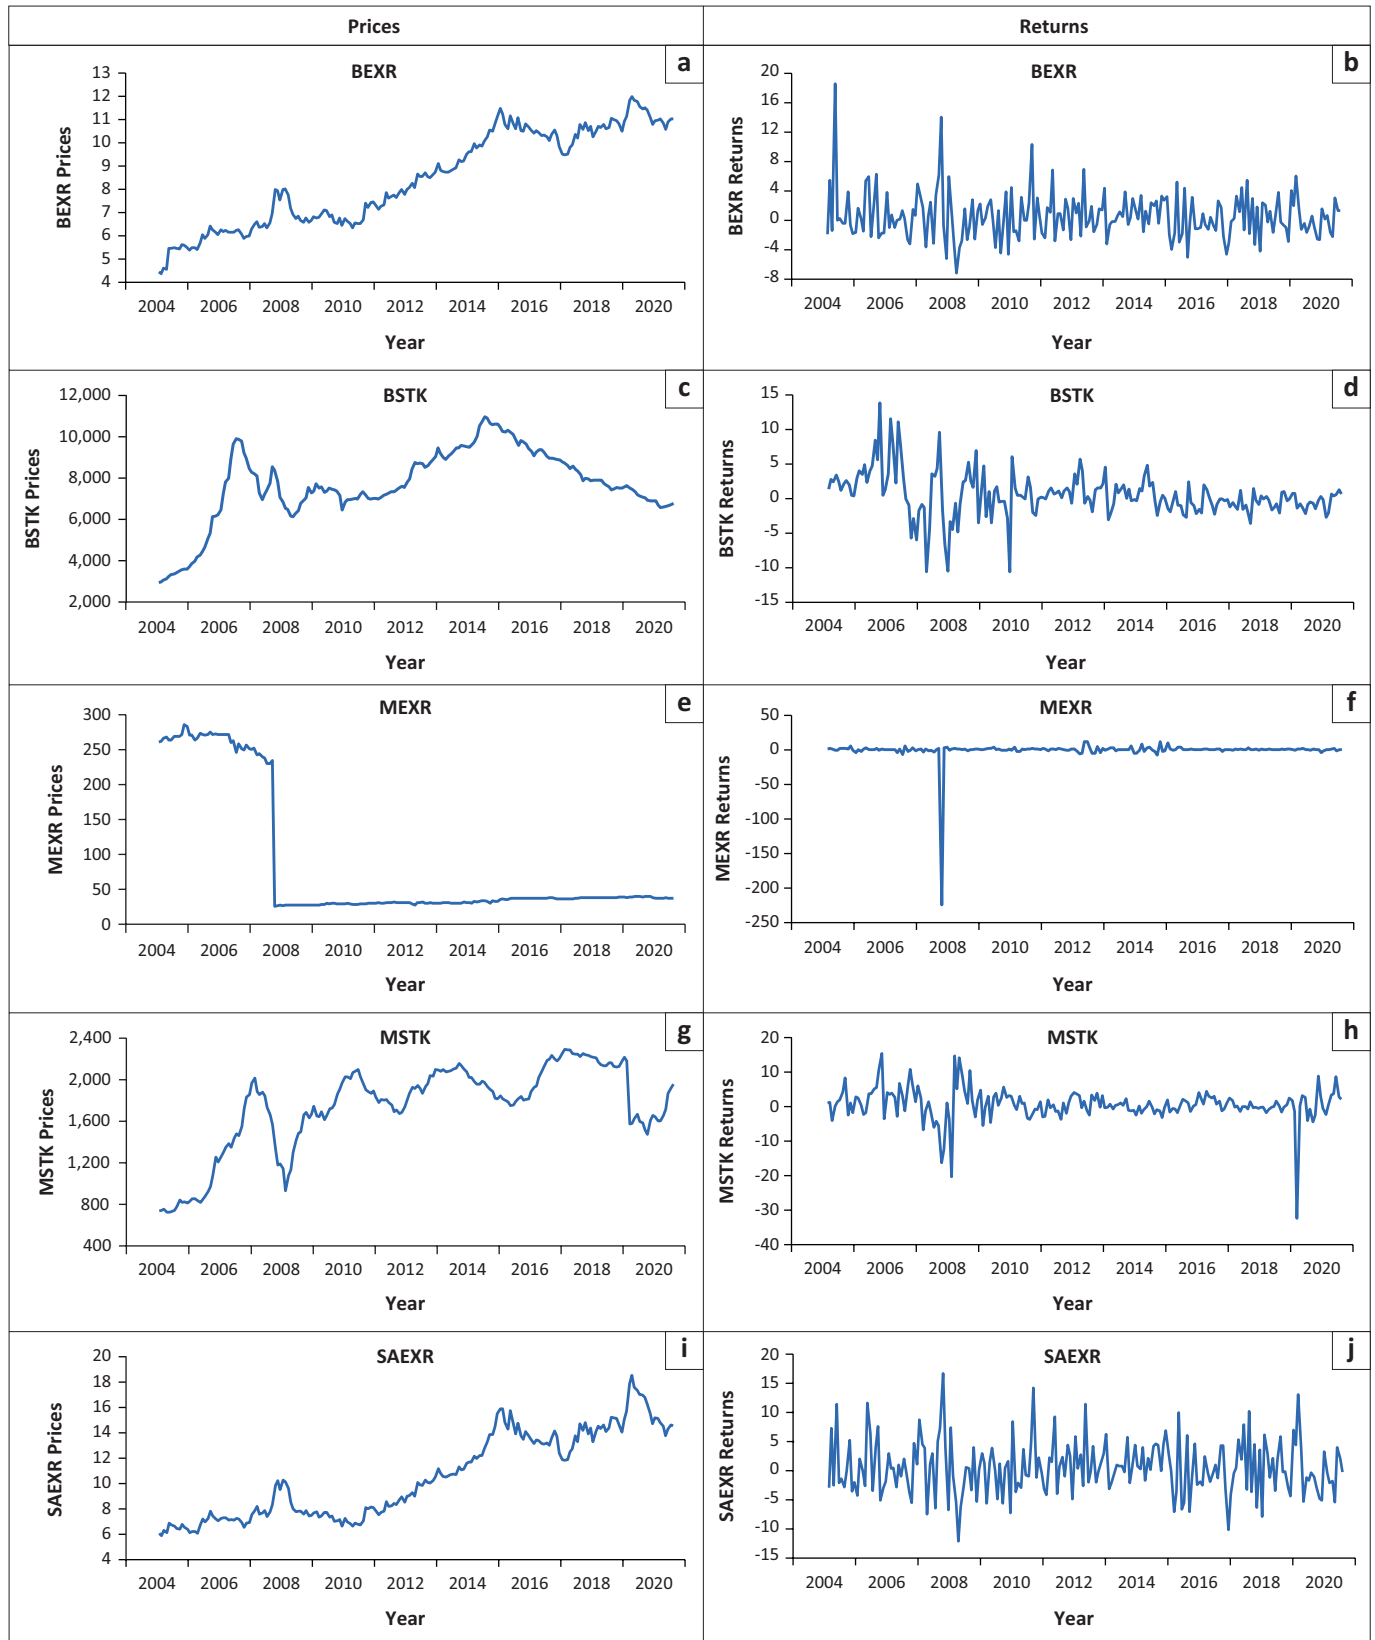 Prices
Returns
a
BEXR
BEXR Prices
13
12
11
10
9
8
7
6
5
4
2004 2006 2008 2010 2012 2014 2016 2018 2020
Year
b
BEXR
BEXR Returns
20
16
12
8
4
0
-4
-8
2004 2006 2008 2010 2012 2014 2016 2018 2020
Year
c
BSTK
BSTK Prices
12,000
10,000
8,000
6,000
4,000
2,000
2004 2006 2008 2010 2012 2014 2016 2018 2020
Year
d
BSTK
BSTK Returns
15
10
5
0
-5
-10
-15
2004 2006 2008 2010 2012 2014 2016 2018 2020
Year
e
MEXR
MEXR Prices
300
250
200
150
100
50
0
2004 2006 2008 2010 2012 2014 2016 2018 2020
Year
f
MEXR
MEXR Returns
50
0
-50
-100
-150
-200
-250
2004 2006 2008 2010 2012 2014 2016 2018 2020
Year
g
MSTK
MSTK Prices
2,400
2,000
1,600
1,200
800
400
2004 2006 2008 2010 2012 2014 2016 2018 2020
Year
h
MSTK
MSTK Returns
20
10
0
-10
-20
-30
-40
2004 2006 2008 2010 2012 2014 2016 2018 2020
Year
i
SAEXR
SAEXR Prices
20
18
16
14
12
10
8
6
4
2004 2006 2008 2010 2012 2014 2016 2018 2020
Year
j
SAEXR
SAEXR Returns
20
15
10
5
0
-5
-10
-15
2004 2006 2008 2010 2012 2014 2016 2018 2020
Year